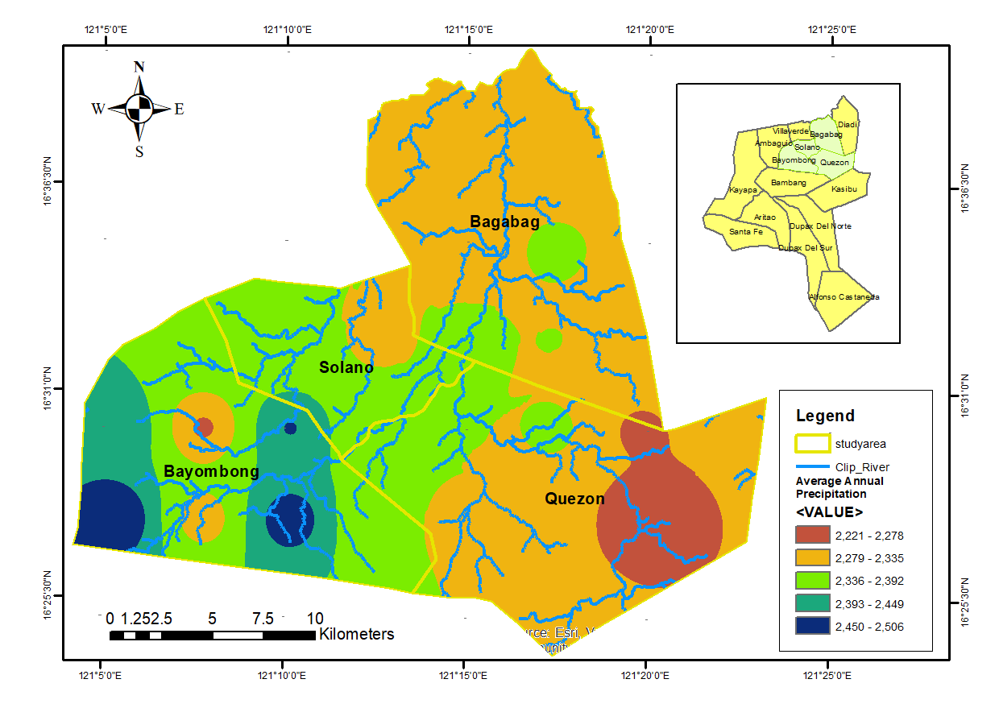 121°5'0"E 121°10'0"E 121°15'0"E 121°20'0"E 121°25'0"E
N
W E
S
16°36'30"N
16°31'0"N
16°25'30"N
16°36'30"N
16°31'0"N
16°25'30"N
Bagabag
Solano
Bayombong
Quezon
Diadi
Villaverde
Bagabag
Ambaguio
Solano
Bayombong
Quezon
Bambang
Kayapa
Kasibu
Aritao
Santa Fe
Dupax Del Norte
Dupax Del Sur
Alfonso Castaneda
Legend
studyarea
Clip_River
Average Annual
Precipitation
<VALUE>
2,221 - 2,278
2,279 - 2,335
2,336 - 2,392
2,393 - 2,449
2,450 - 2,506
0 1.25 2.5 5 7.5 10
Kilometers
Esri,
121°5'0"E 121°10'0"E 121°15'0"E 121°20'0"E 121°25'0"E